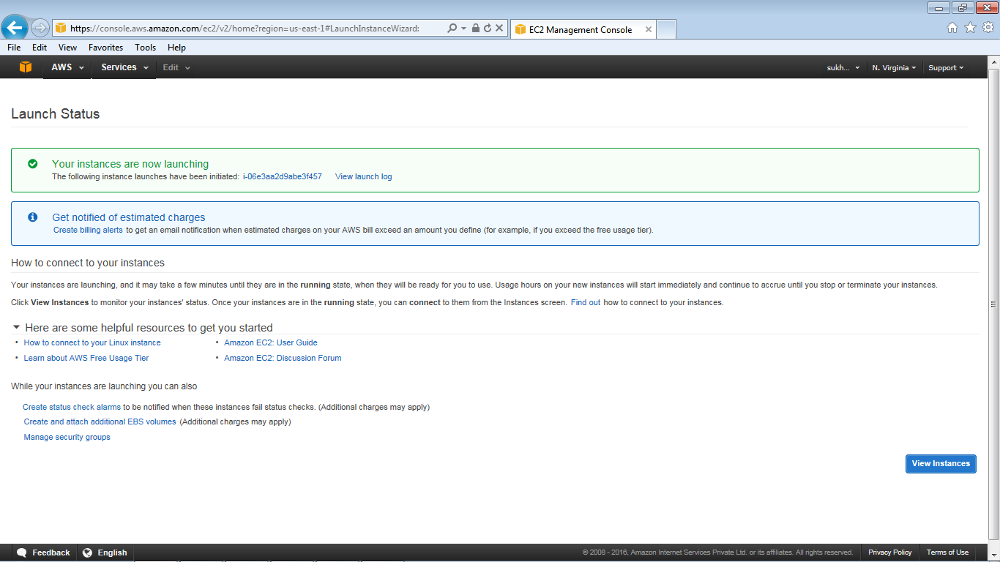 https://console.aws.amazon.com/ec2/v2/home?region=us-east-1#LaunchInstanceWizard:
EC2 Management Console
File Edit View Favorites Tools Help
AWS Services Edit sukh... N. Virginia Support
Launch Status
Your instances are now launching
The following instance launches have been initiated: i-06e3aa2d9abe3f457 View launch log
Get notified of estimated charges
Create billing alerts to get an email notification when estimated charges on your AWS bill exceed an amount you define (for example, if you exceed the free usage tier).
How to connect to your instances
Your instances are launching, and it may take a few minutes until they are in the running state, when they will be ready for you to use. Usage hours on your new instances will start immediately and continue to accrue until you stop or terminate your instances.
Click View Instances to monitor your instances' status. Once your instances are in the running state, you can connect to them from the Instances screen. Find out how to connect to your instances.
Here are some helpful resources to get you started
• How to connect to your Linux instance • Amazon EC2: User Guide
• Learn about AWS Free Usage Tier • Amazon EC2: Discussion Forum
While your instances are launching you can also
Create status check alarms to be notified when these instances fail status checks. (Additional charges may apply)
Create and attach additional EBS volumes (Additional charges may apply)
Manage security groups
View Instances
Feedback English © 2008 - 2016, Amazon Internet Services Private Ltd. or its affiliates. All rights reserved. Privacy Policy Terms of Use